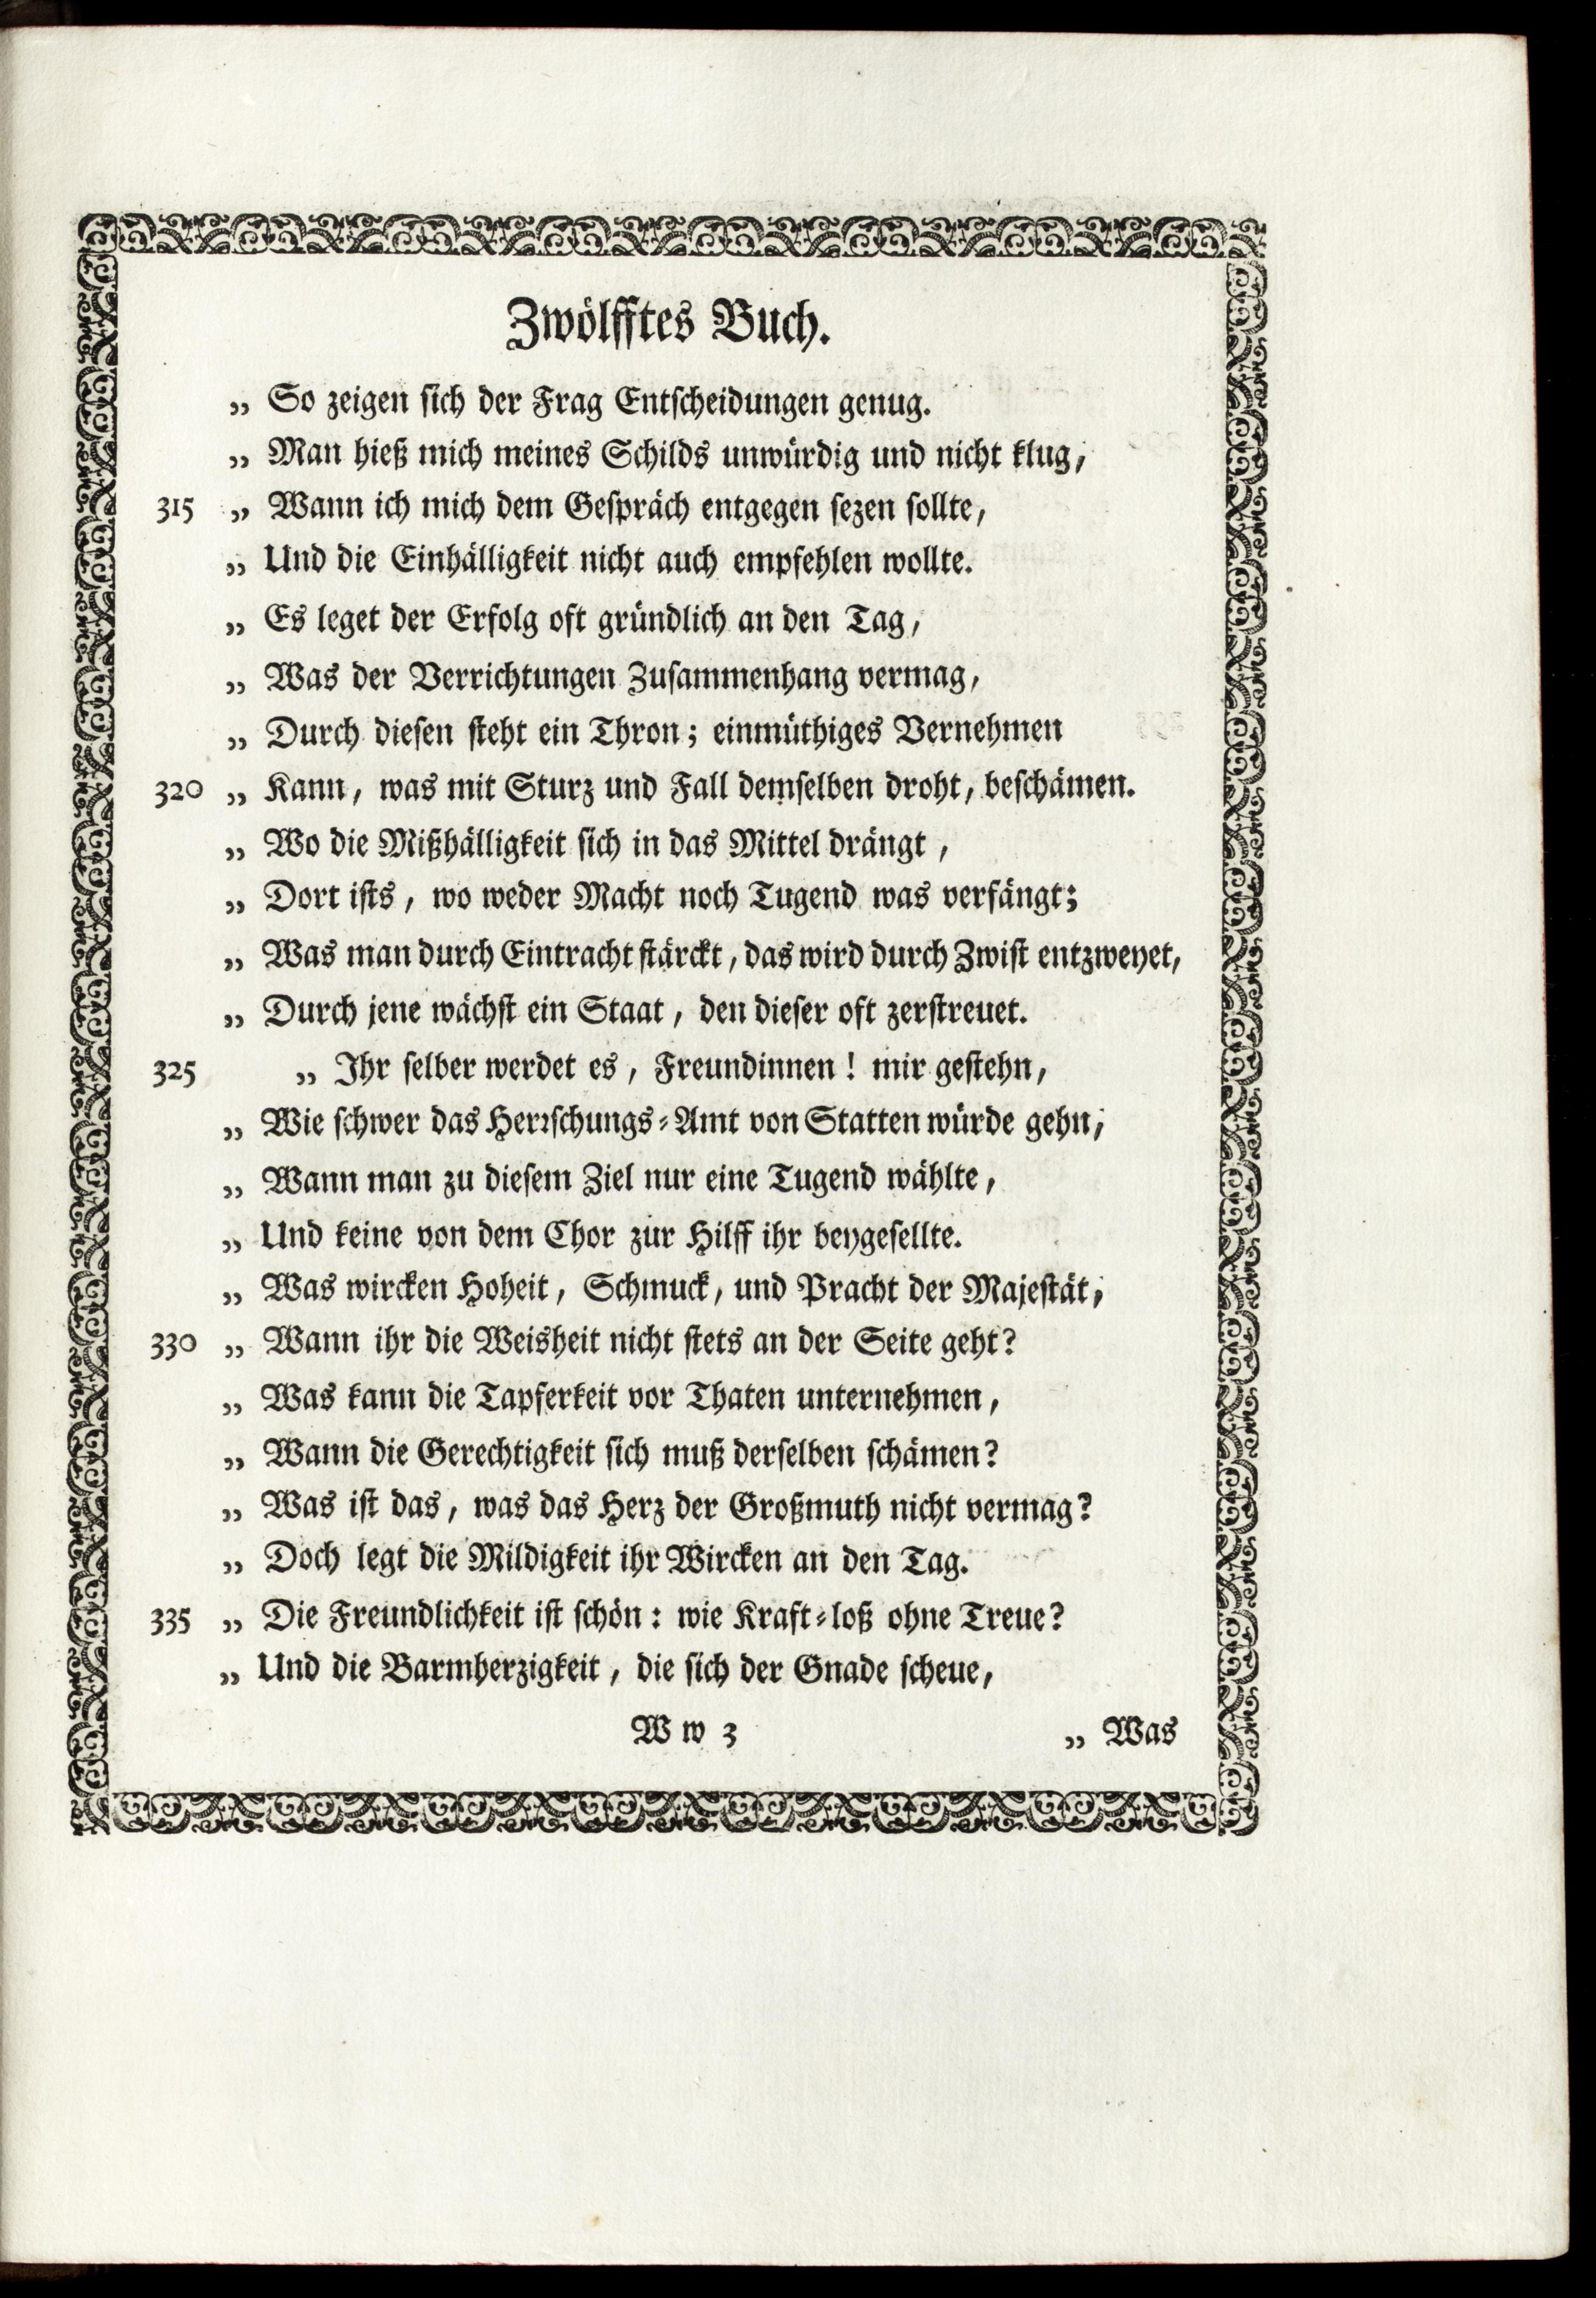 Zwölfftes Buch.
„ So zeigen sich der Frag Entscheidungen genug.
„ Man hieß mich meines Schilds unwürdig und nicht klug,
315 „ Wann ich mich dem Gespräch entgegen sezen sollte,
„ Und die Einhälligkeit nicht auch empfehlen wollte.
„ Es leget der Erfolg oft gründlich an den Tag,
„ Was der Verrichtungen Zusammenhang vermag,
„ Durch diesen steht ein Thron; einmüthiges Vernehmen
320 „ Kann, was mit Sturz und Fall demselben droht, beschämen.
„ Wo die Mißhälligkeit sich in das Mittel drängt,
„ Dort ists, wo weder Macht noch Tugend was verfängt;
„ Was man durch Eintracht stärckt, das wird durch Zwist entzweyet,
„ Durch jene wächst ein Staat, den dieser oft zerstreuet.
325 „ Ihr selber werdet es, Freundinnen! mir gestehn,
„ Wie schwer das Herrschungs-Amt von Statten würde gehn,
„ Wann man zu diesem Ziel nur eine Tugend wählte,
„ Und keine von dem Chor zur Hilff ihr beygesellte.
„ Was wircken Hoheit, Schmuck, und Pracht der Majestät,
330 „ Wann ihr die Weisheit nicht stets an der Seite geht?
„ Was kann die Tapferkeit vor Thaten unternehmen,
„ Wann die Gerechtigkeit sich muß derselben schämen?
„ Was ist das, was das Herz der Großmuth nicht vermag?
„ Doch legt die Mildigkeit ihr Wircken an den Tag.
335 „ Die Freundlichkeit ist schön: wie Kraft-loß ohne Treue?
„ Und die Barmherzigkeit, die sich der Gnade scheue,
W w 3 „ Was